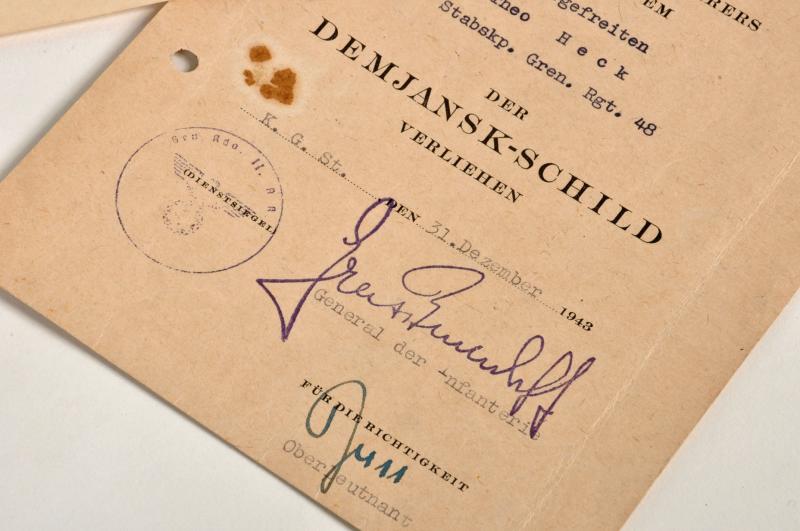 RERS
EM
gefreiten
neo Heck
Stabskp. Gren. Rgt. 48
DER
DEMJANSK-SCHILD
VERLIEHEN
K. G. St. DEN 31.Dezember 1943
(DIENSTSIEGEL)
General der Infanterie
FÜR DIE RICHTIGKEIT
Oberleutnant